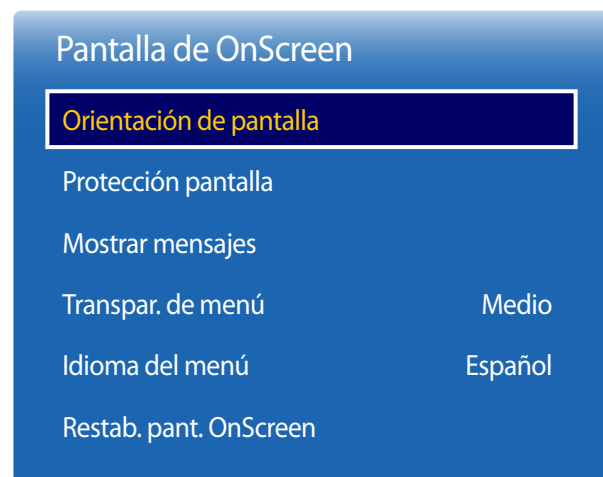 Pantalla de OnScreen
Orientación de pantalla
Protección pantalla
Mostrar mensajes
Transpar. de menú Medio
Idioma del menú Español
Restab. pant. OnScreen